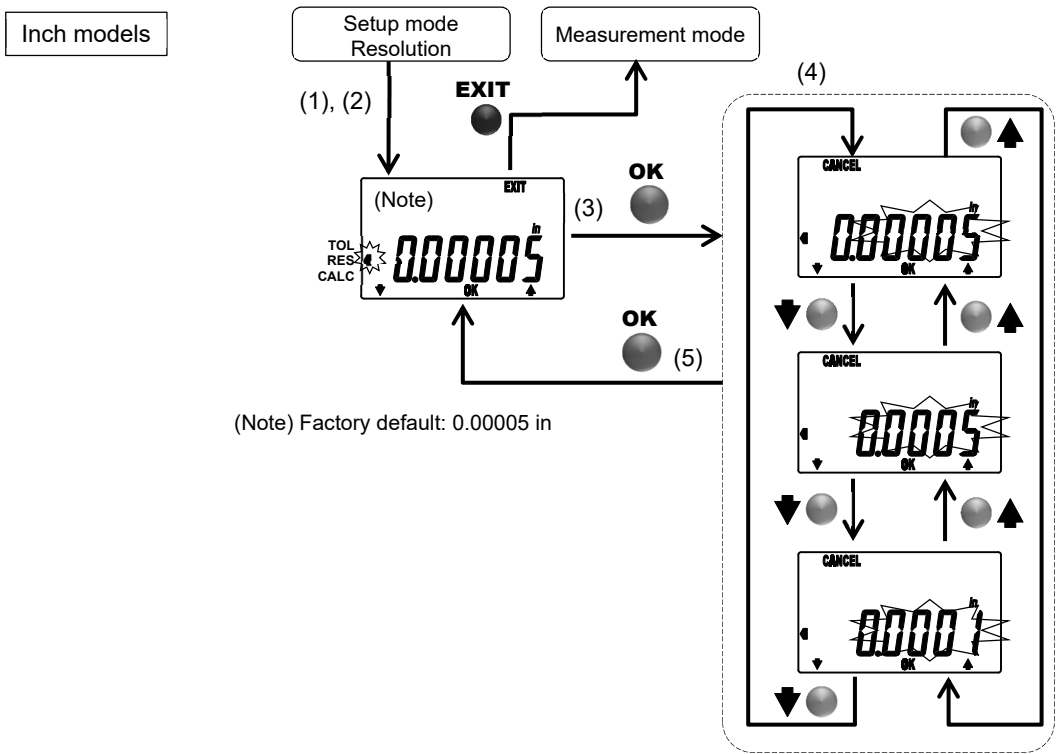 Inch models
Setup mode
Resolution
Measurement mode
(4)
(1), (2)
EXIT
OK
(3)
EXIT
(Note)
in
TOL
RES
CALC
0.00005
OK
OK
(5)
(Note) Factory default: 0.00005 in
CANCEL
in
0.00005
OK
CANCEL
in
0.0005
OK
CANCEL
in
0.0001
OK